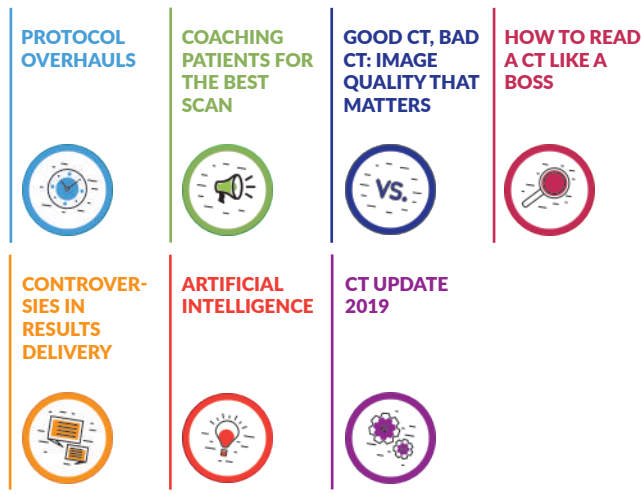 PROTOCOL
OVERHAULS
COACHING
PATIENTS FOR
THE BEST
SCAN
GOOD CT, BAD
CT: IMAGE
QUALITY THAT
MATTERS
HOW TO READ
A CT LIKE A
BOSS
VS.
CONTROVER-
SIES IN
RESULTS
DELIVERY
ARTIFICIAL
INTELLIGENCE
CT UPDATE
2019